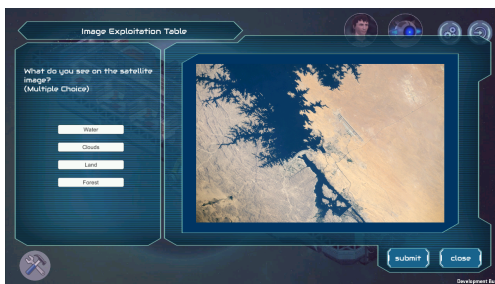 Image Exploitation Table
What do you see on the satellite
image?
(Multiple Choice)
Water
Clouds
Land
Forest
submit
close
Development Bu